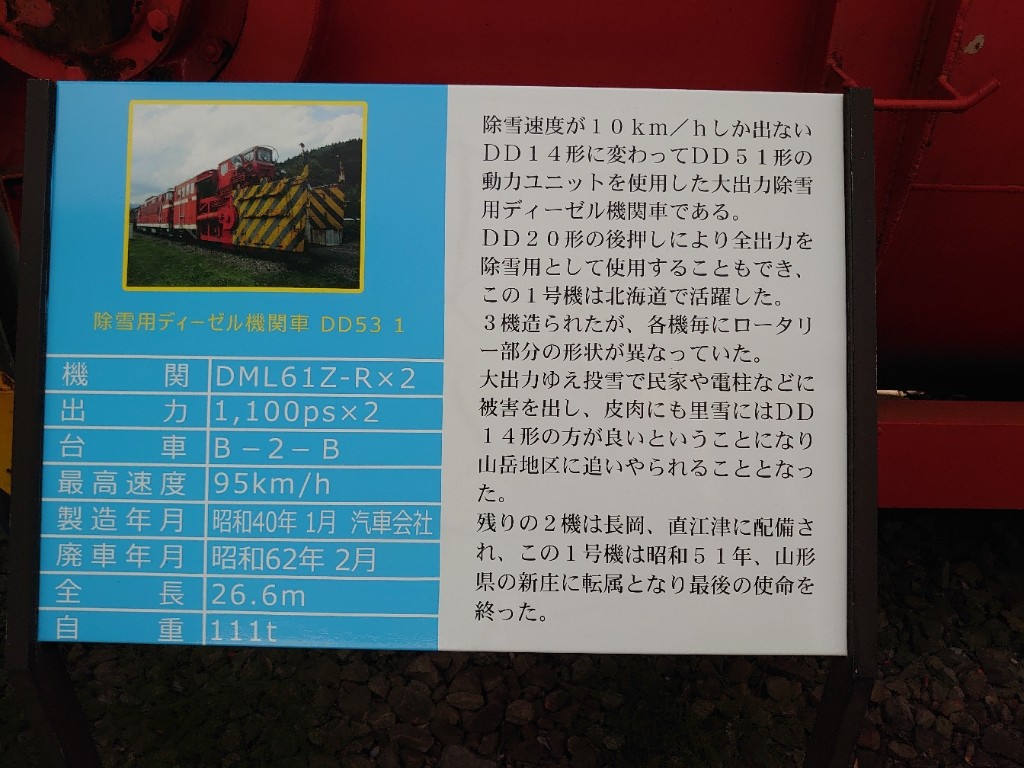 除雪用ディーゼル機関車 DD53 1
機関 DML61Z-R×2
出力 1,100ps×2
台車 B－2－B
最高速度 95km/h
製造年月 昭和40年 1月 汽車会社
廃車年月 昭和62年 2月
全長 26.6m
自重 111t
除雪速度が１０ｋｍ／ｈしか出ない
ＤＤ１４形に変わってＤＤ５１形の
動力ユニットを使用した大出力除雪
用ディーゼル機関車である。
ＤＤ２０形の後押しにより全出力を
除雪用として使用することもでき、
この１号機は北海道で活躍した。
３機造られたが、各機毎にロータリ
ー部分の形状が異なっていた。
大出力ゆえ投雪で民家や電柱などに
被害を出し、皮肉にも里雪にはＤＤ
１４形の方が良いということになり
山岳地区に追いやられることとなっ
た。
残りの２機は長岡、直江津に配備さ
れ、この１号機は昭和５１年、山形
県の新庄に転属となり最後の使命を
終った。